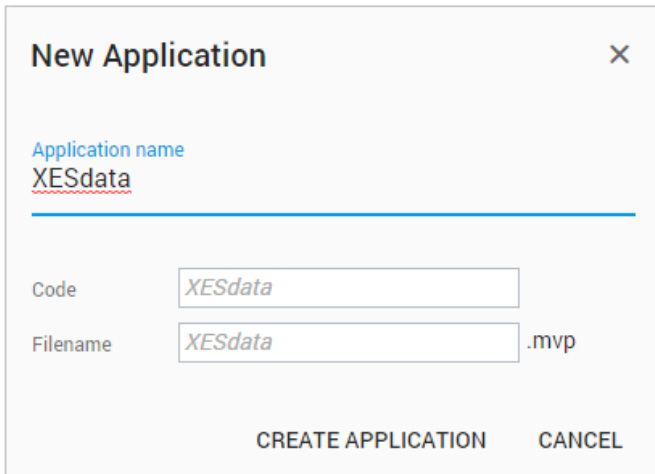 New Application
Application name
XESdata
Code XESdata
Filename XESdata .mvp
CREATE APPLICATION CANCEL